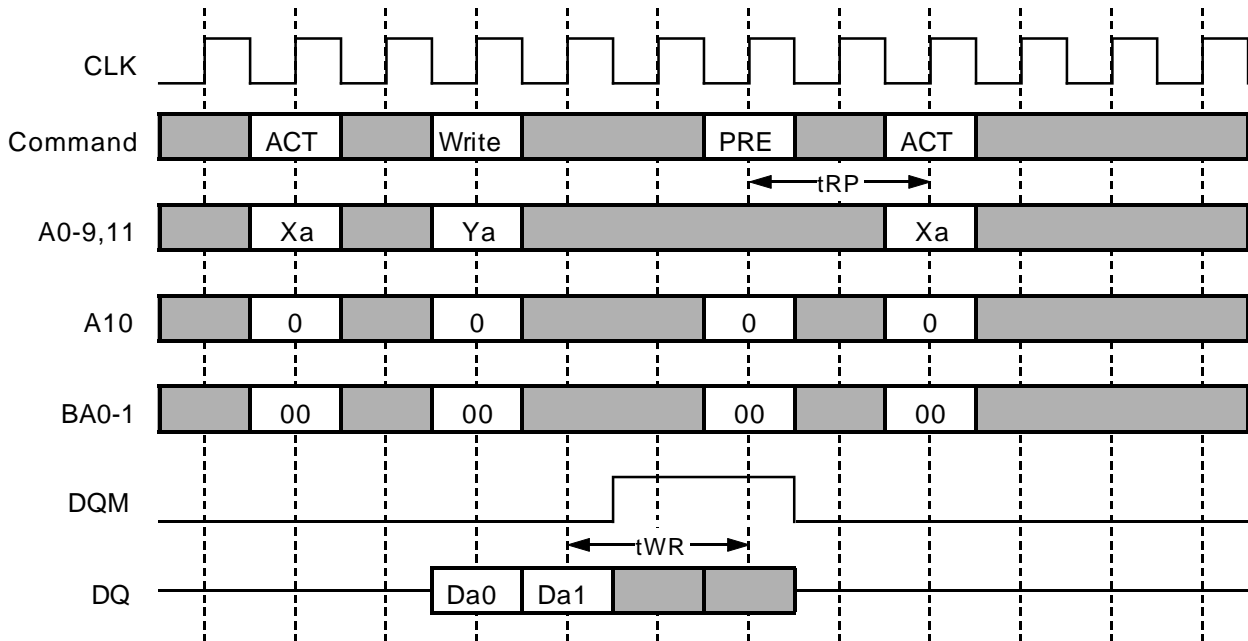 CLK
Command ACT Write PRE ACT
tRP
A0-9,11 Xa Ya Xa
A10 0 0 0 0
BA0-1 00 00 00 00
DQM
tWR
DQ Da0 Da1